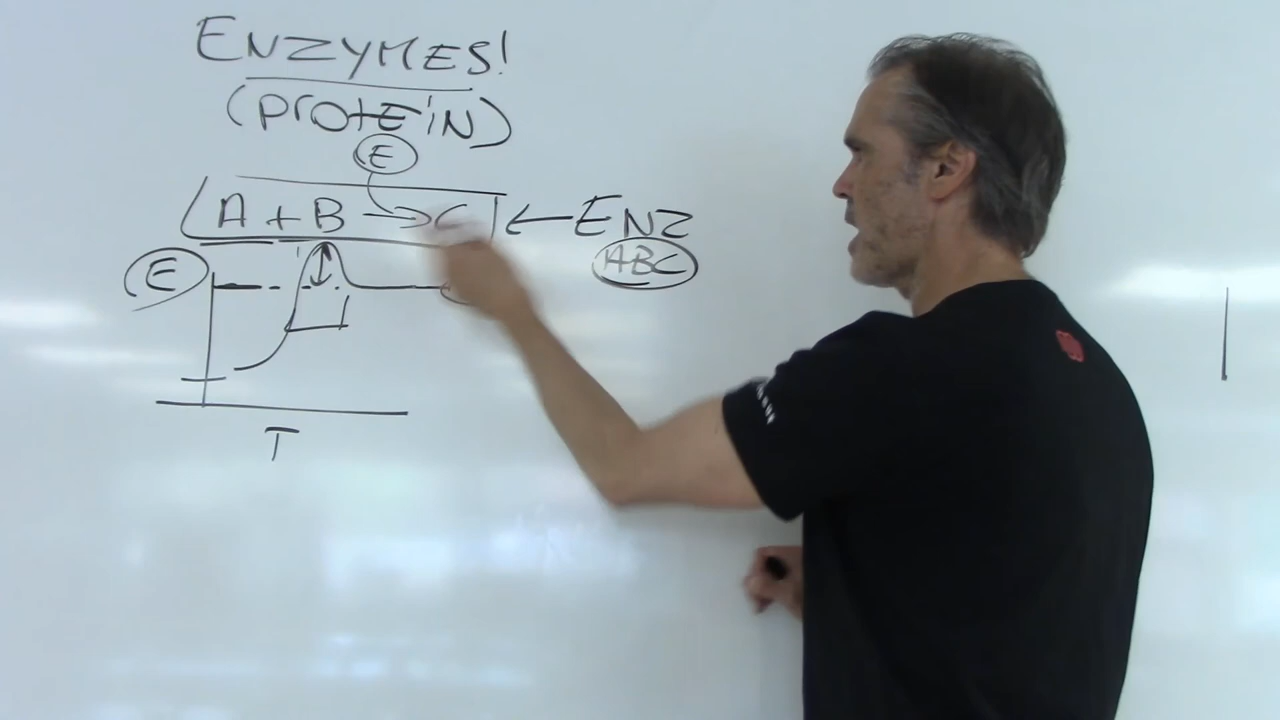 ENZYMES!
(PROTEIN)
E
A + B → C ← ENZ
ABC
E
T